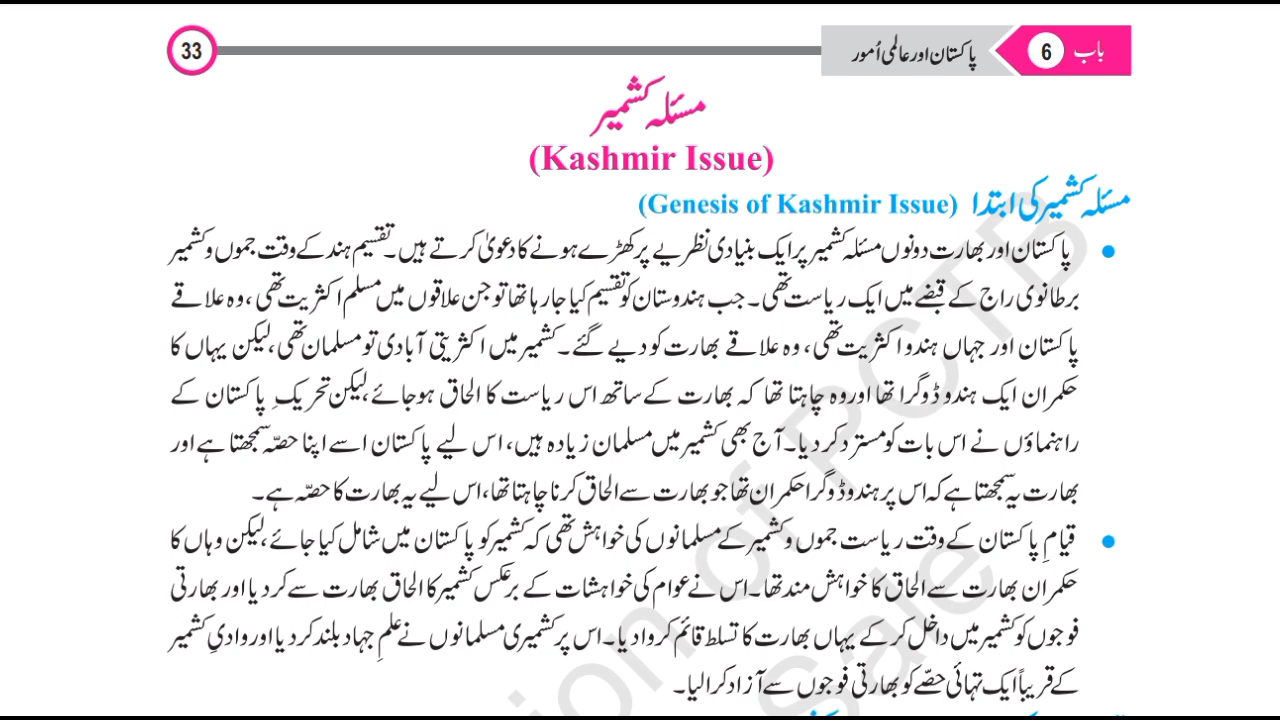 باب 6 پاکستان اور عالمی اُمور 33
مسئلہ کشمیر
(Kashmir Issue)
مسئلہ کشمیر کی ابتدا (Genesis of Kashmir Issue)
• پاکستان اور بھارت دونوں مسئلہ کشمیر پر ایک بنیادی نظریے پر کھڑے ہونے کا دعویٰ کرتے ہیں۔ تقسیم ہند کے وقت جموں و کشمیر
برطانوی راج کے قبضے میں ایک ریاست تھی۔ جب ہندوستان کو تقسیم کیا جا رہا تھا تو جن علاقوں میں مسلم اکثریت تھی، وہ علاقے
پاکستان اور جہاں ہندو اکثریت تھی، وہ علاقے بھارت کو دیے گئے۔ کشمیر میں اکثریتی آبادی تو مسلمان تھی، لیکن یہاں کا
حکمران ایک ہندو ڈوگرا تھا اور وہ چاہتا تھا کہ بھارت کے ساتھ اس ریاست کا الحاق ہو جائے، لیکن تحریکِ پاکستان کے
راہنماؤں نے اس بات کو مسترد کر دیا۔ آج بھی کشمیر میں مسلمان زیادہ ہیں، اس لیے پاکستان اسے اپنا حصّہ سمجھتا ہے اور
بھارت یہ سمجھتا ہے کہ اس پر ہندو ڈوگرا حکمران تھا جو بھارت سے الحاق کرنا چاہتا تھا، اس لیے یہ بھارت کا حصّہ ہے۔
• قیامِ پاکستان کے وقت ریاست جموں و کشمیر کے مسلمانوں کی خواہش تھی کہ کشمیر کو پاکستان میں شامل کیا جائے، لیکن وہاں کا
حکمران بھارت سے الحاق کا خواہش مند تھا۔ اس نے عوام کی خواہشات کے برعکس کشمیر کا الحاق بھارت سے کر دیا اور بھارتی
فوجوں کو کشمیر میں داخل کر کے یہاں بھارت کا تسلط قائم کروا دیا۔ اس پر کشمیری مسلمانوں نے علمِ جہاد بلند کر دیا اور وادیِ کشمیر
کے قریباً ایک تہائی حصّے کو بھارتی فوجوں سے آزاد کرا لیا۔